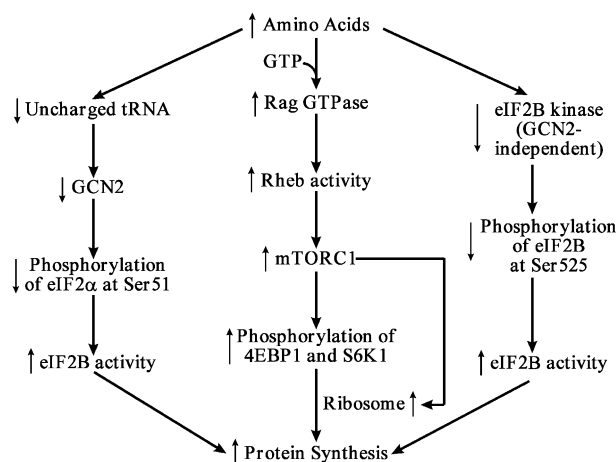 ↑ Amino Acids
GTP
↓ Uncharged tRNA
↓ GCN2
↓ Phosphorylation
of eIF2α at Ser51
↑ eIF2B activity
↑ Rag GTPase
↑ Rheb activity
↑ mTORC1
↑ Phosphorylation of
4EBP1 and S6K1
Ribosome ↑
↓ eIF2B kinase
(GCN2-
independent)
↓ Phosphorylation
of eIF2B
at Ser525
↑ eIF2B activity
↑ Protein Synthesis